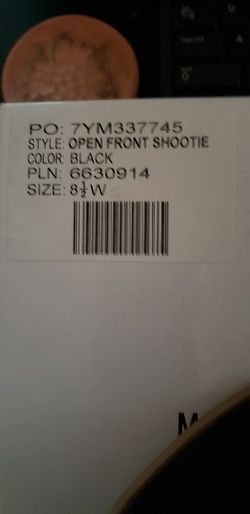 PO: 7YM337745
STYLE: OPEN FRONT SHOOTIE
COLOR: BLACK
PLN: 6630914
SIZE: 8½W
M